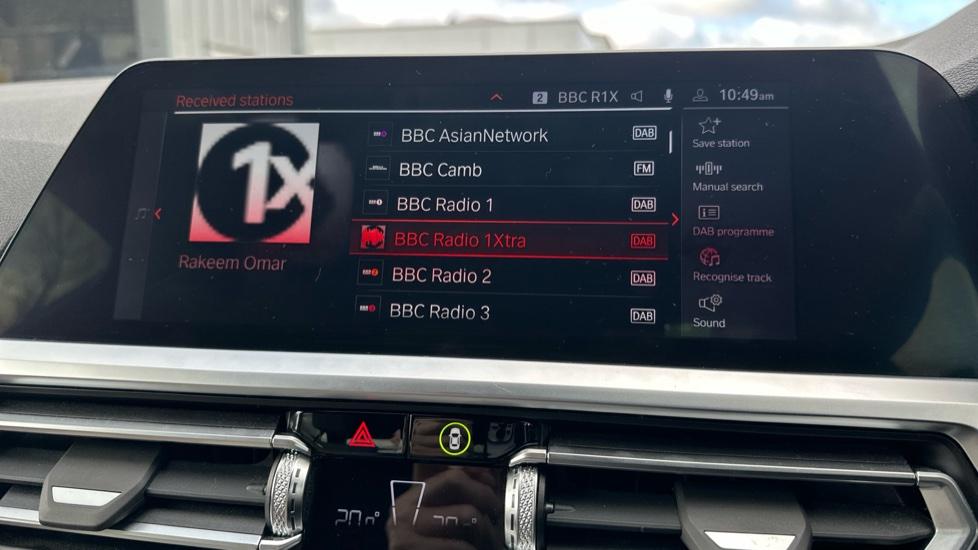 Received stations
2 BBC R1X
10:49am
1x
Rakeem Omar
BBC AsianNetwork DAB
BBC Camb FM
BBC Radio 1 DAB
BBC Radio 1Xtra DAB
BBC Radio 2 DAB
BBC Radio 3 DAB
Save station
Manual search
DAB programme
Recognise track
Sound
20.0°